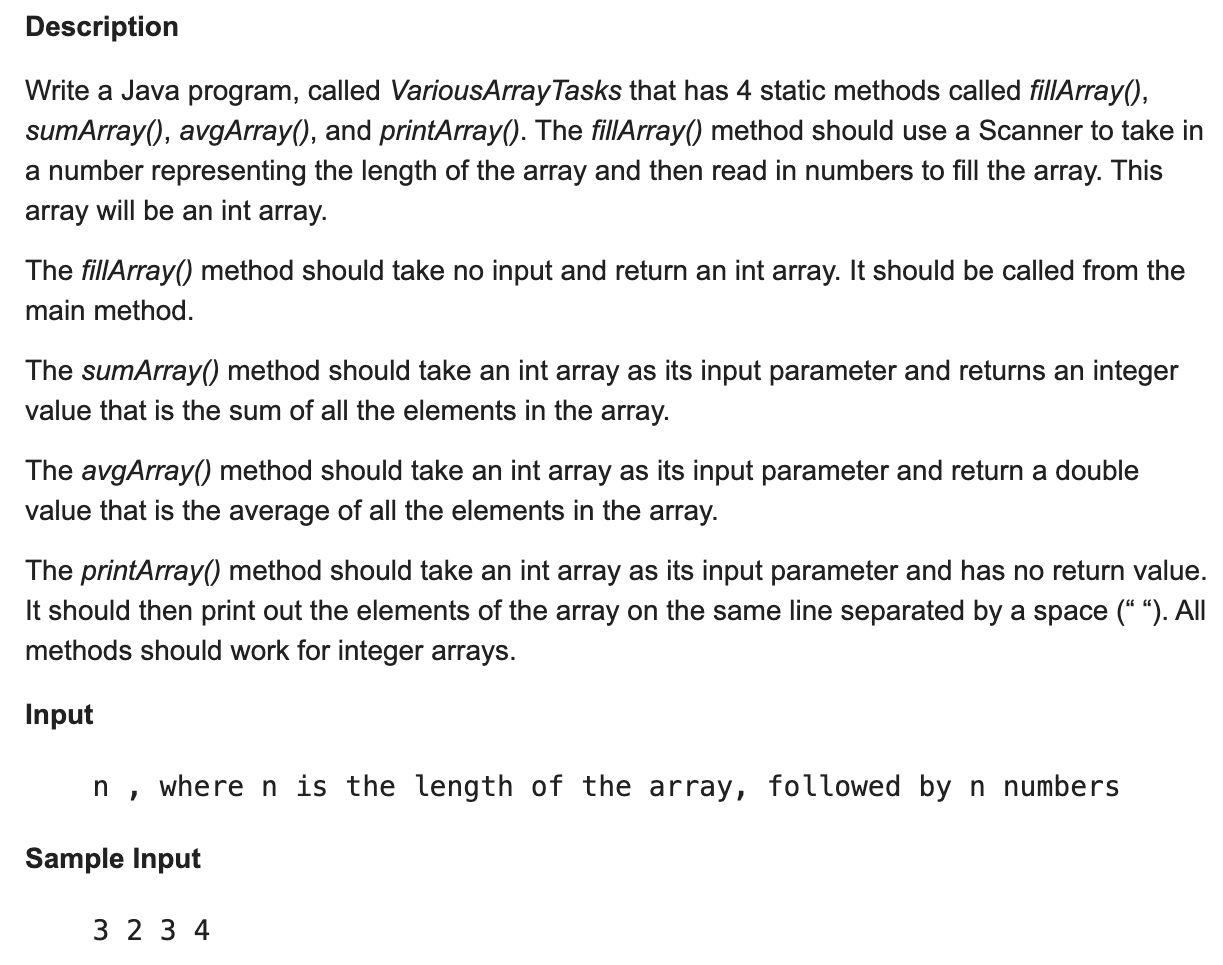 Description
Write a Java program, called VariousArrayTasks that has 4 static methods called fillArray(),
sumArray(), avgArray(), and printArray(). The fillArray() method should use a Scanner to take in
a number representing the length of the array and then read in numbers to fill the array. This
array will be an int array.
The fillArray() method should take no input and return an int array. It should be called from the
main method.
The sumArray() method should take an int array as its input parameter and returns an integer
value that is the sum of all the elements in the array.
The avgArray() method should take an int array as its input parameter and return a double
value that is the average of all the elements in the array.
The printArray() method should take an int array as its input parameter and has no return value.
It should then print out the elements of the array on the same line separated by a space (“ “). All
methods should work for integer arrays.
Input
n , where n is the length of the array, followed by n numbers
Sample Input
3 2 3 4